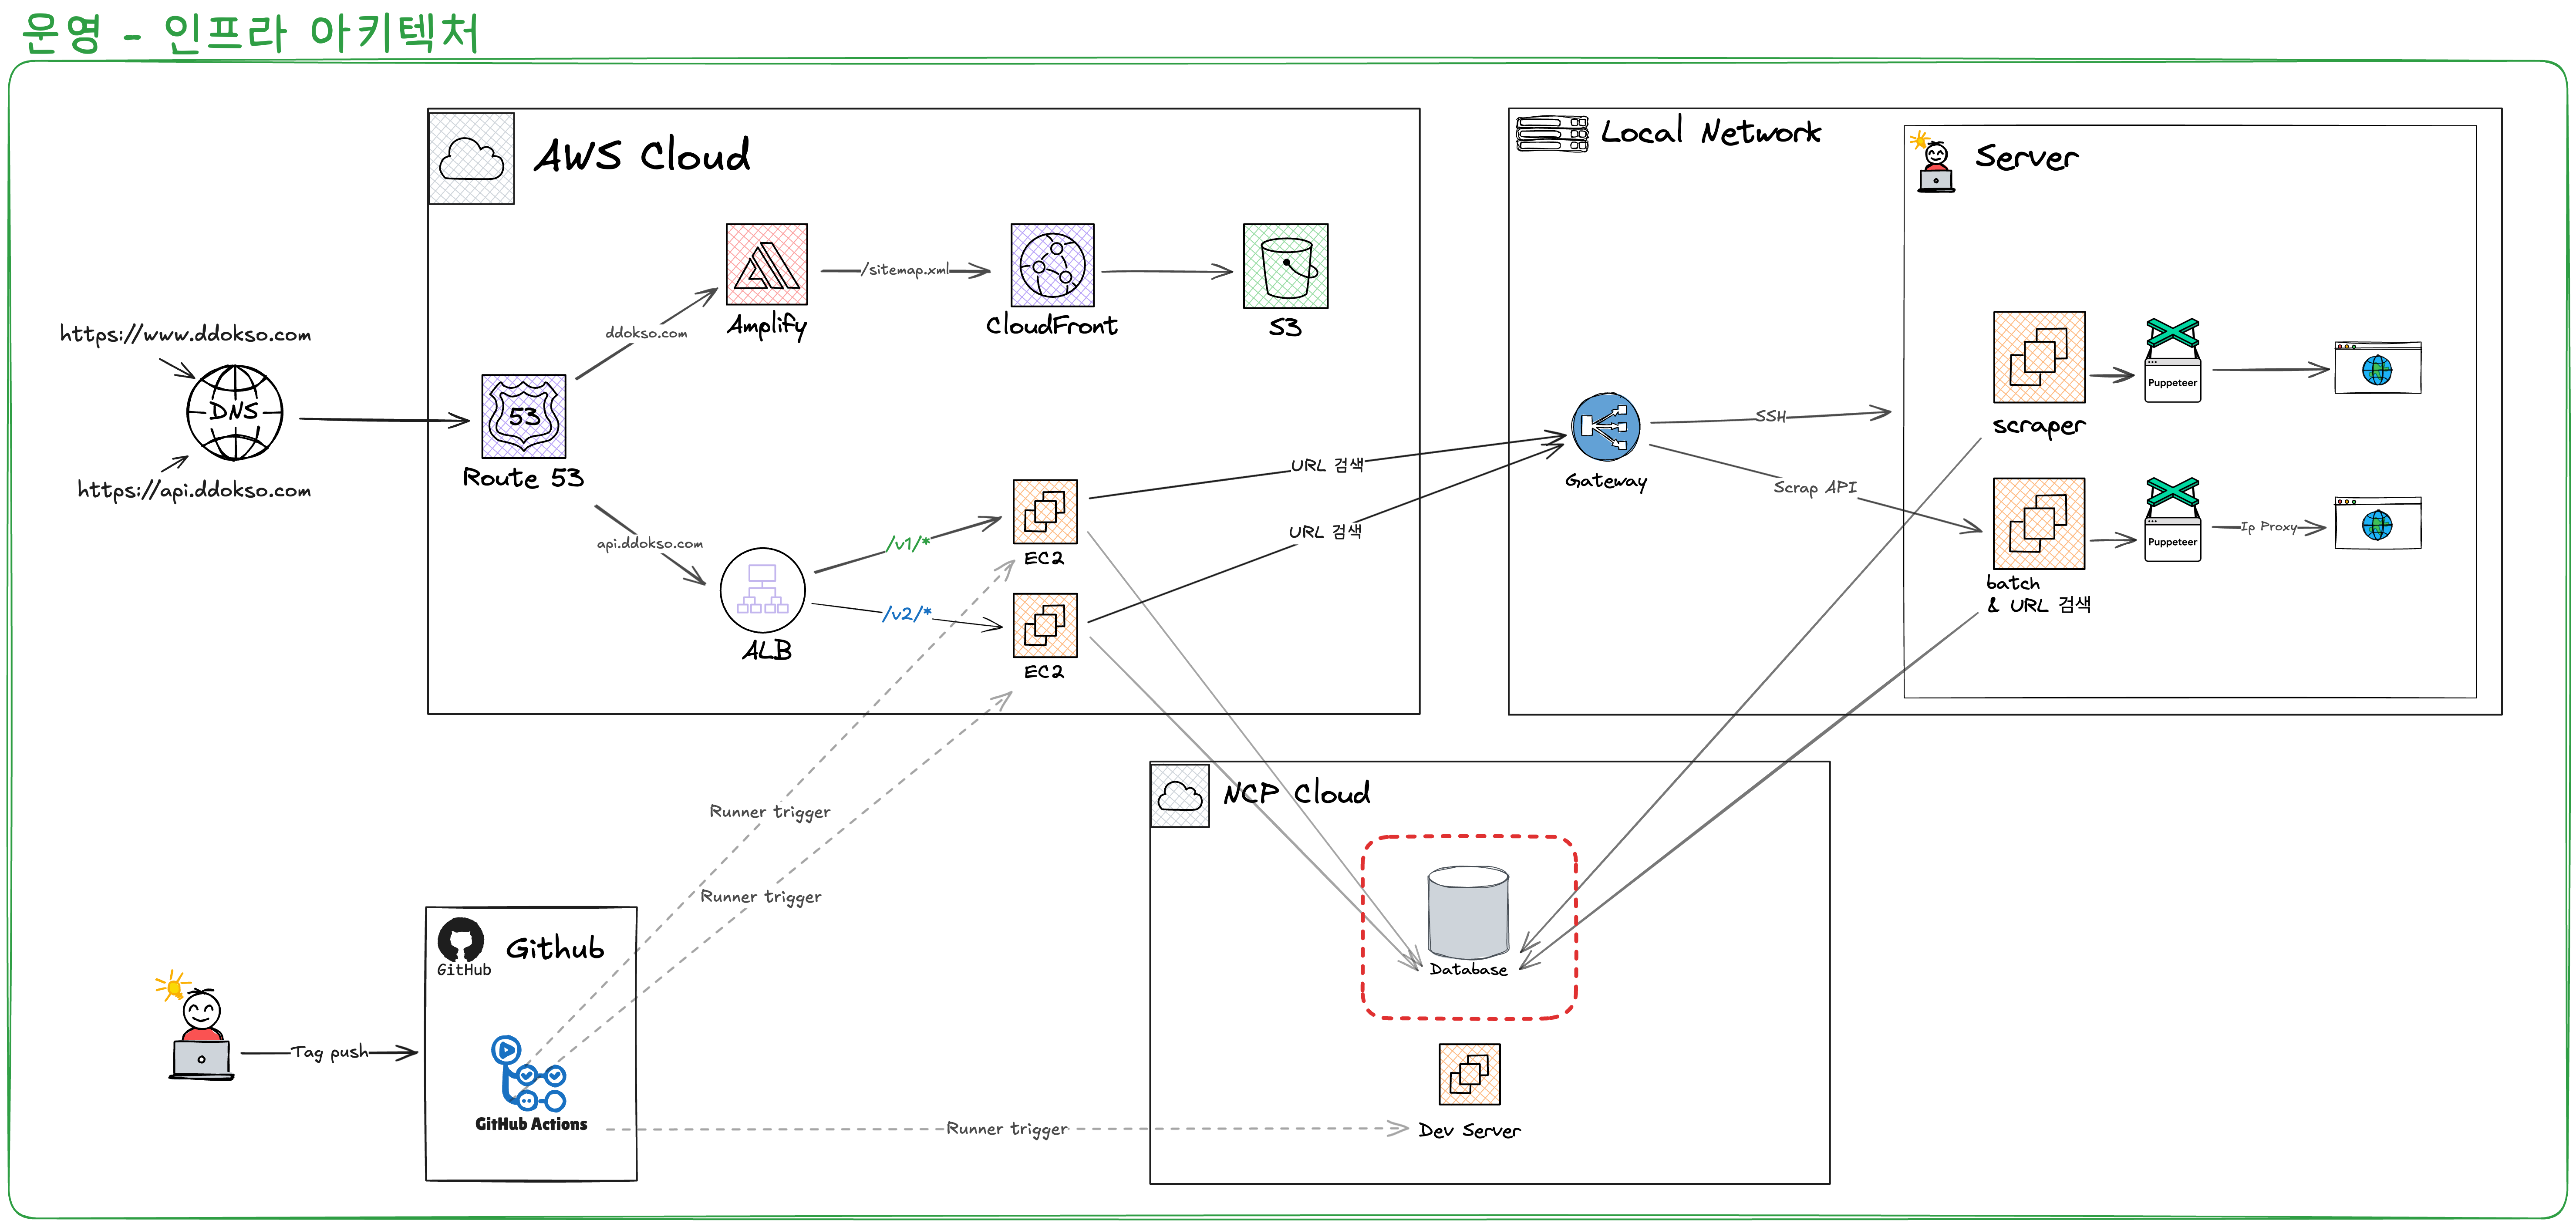 운영 - 인프라 아키텍처
AWS Cloud
Local Network
Server
https://www.ddokso.com
DNS
https://api.ddokso.com
53
Route 53
ddokso.com
Amplify
/sitemap.xml
CloudFront
S3
api.ddokso.com
ALB
/v1/*
/v2/*
EC2
EC2
URL 검색
URL 검색
Gateway
SSH
Scrap API
scraper
Puppeteer
batch
& URL 검색
Puppeteer
Ip Proxy
NCP Cloud
Database
Dev Server
Runner trigger
Runner trigger
Runner trigger
Tag push
GitHub
Github
GitHub Actions